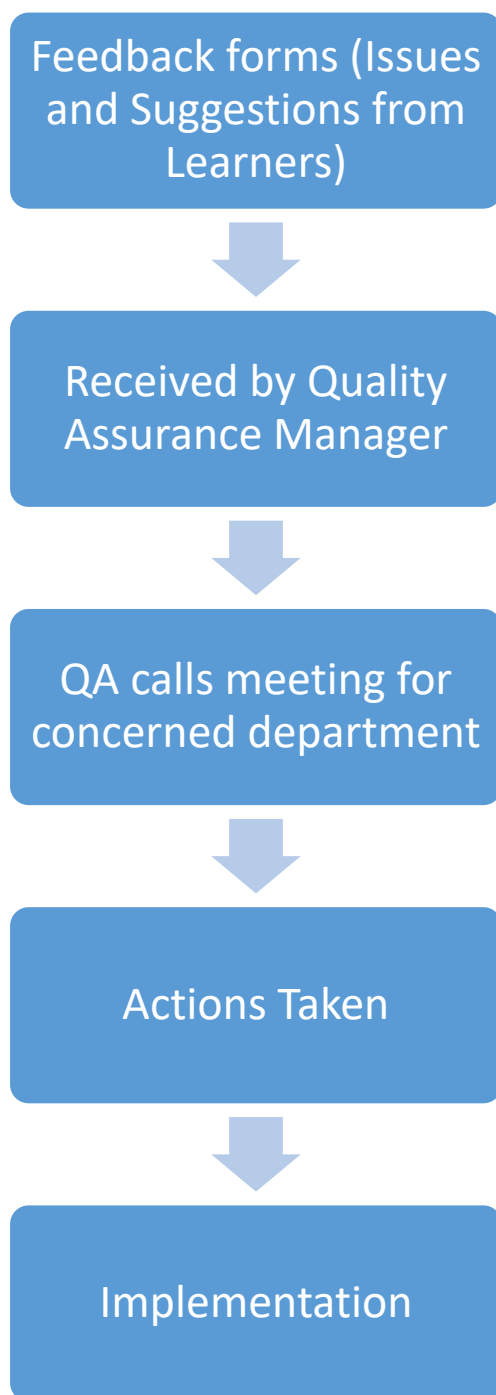 Feedback forms (Issues
and Suggestions from
Learners)
Received by Quality
Assurance Manager
QA calls meeting for
concerned department
Actions Taken
Implementation